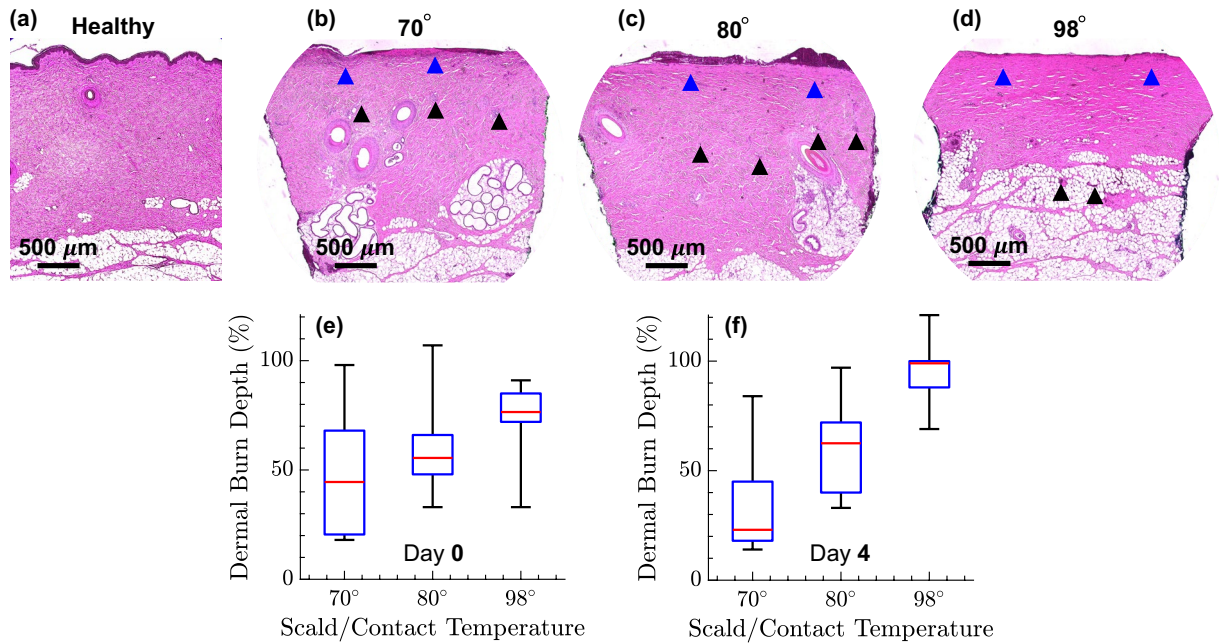 (a) Healthy
(b) 70°
(c) 80°
(d) 98°
500 μm
500 μm
500 μm
500 μm
(e)
Dermal Burn Depth (%)
100
50
0
Day 0
70° 80° 98°
Scald/Contact Temperature
(f)
Dermal Burn Depth (%)
100
50
0
Day 4
70° 80° 98°
Scald/Contact Temperature